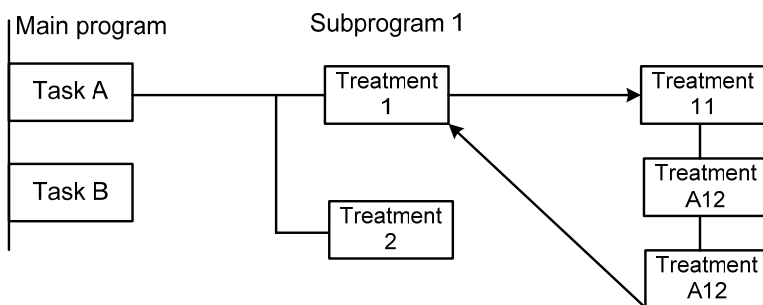 Main program
Subprogram 1
Task A
Treatment
1
Treatment
11
Task B
Treatment
A12
Treatment
2
Treatment
A12